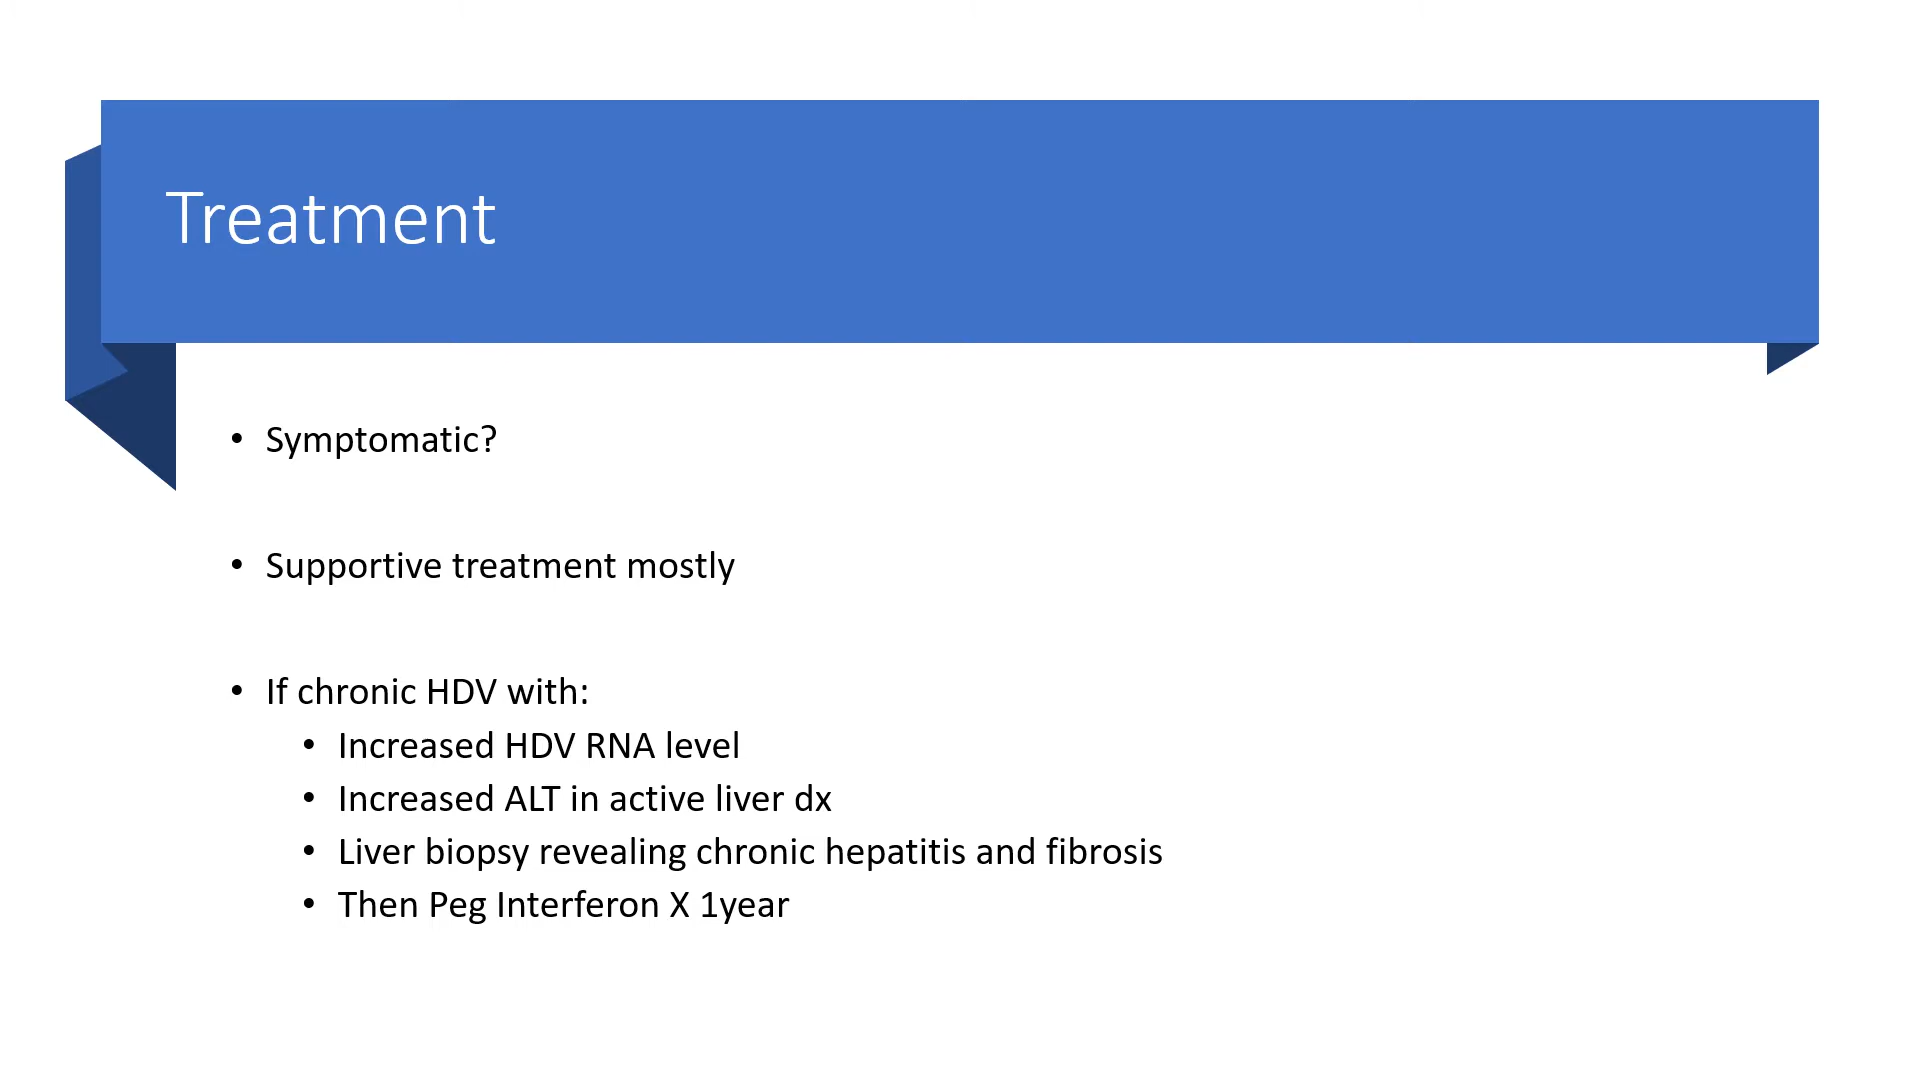 Treatment
• Symptomatic?
• Supportive treatment mostly
• If chronic HDV with:
• Increased HDV RNA level
• Increased ALT in active liver dx
• Liver biopsy revealing chronic hepatitis and fibrosis
• Then Peg Interferon X 1year